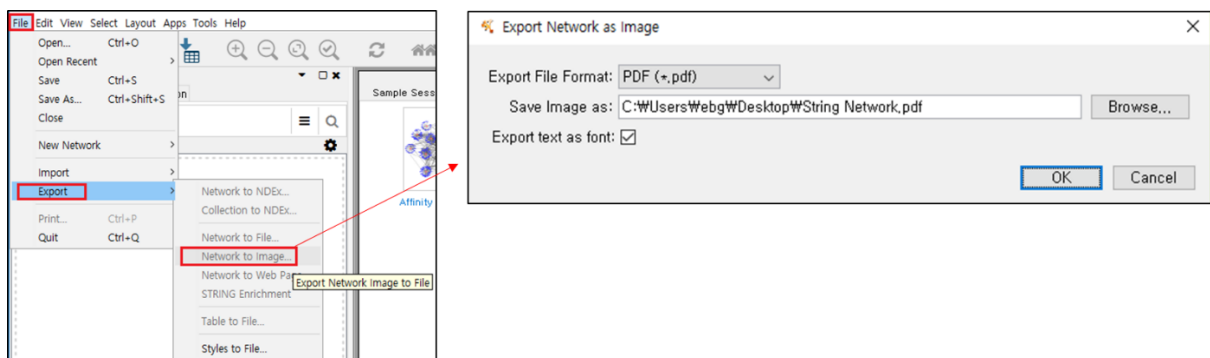 File Edit View Select Layout Apps Tools Help
Open... Ctrl+O
Open Recent >
Save Ctrl+S
Save As... Ctrl+Shift+S
Close
New Network >
Import >
Export >
Print... Ctrl+P
Quit Ctrl+Q
Network to NDEx...
Collection to NDEx...
Network to File...
Network to Image...
Network to Web Pa
Export Network Image to File
STRING Enrichment
Table to File...
Styles to File...
on
Sample Sess
Affinity
Export Network as Image
Export File Format: PDF (*.pdf)
Save Image as: C:₩Users₩ebg₩Desktop₩String Network.pdf Browse...
Export text as font:
OK Cancel